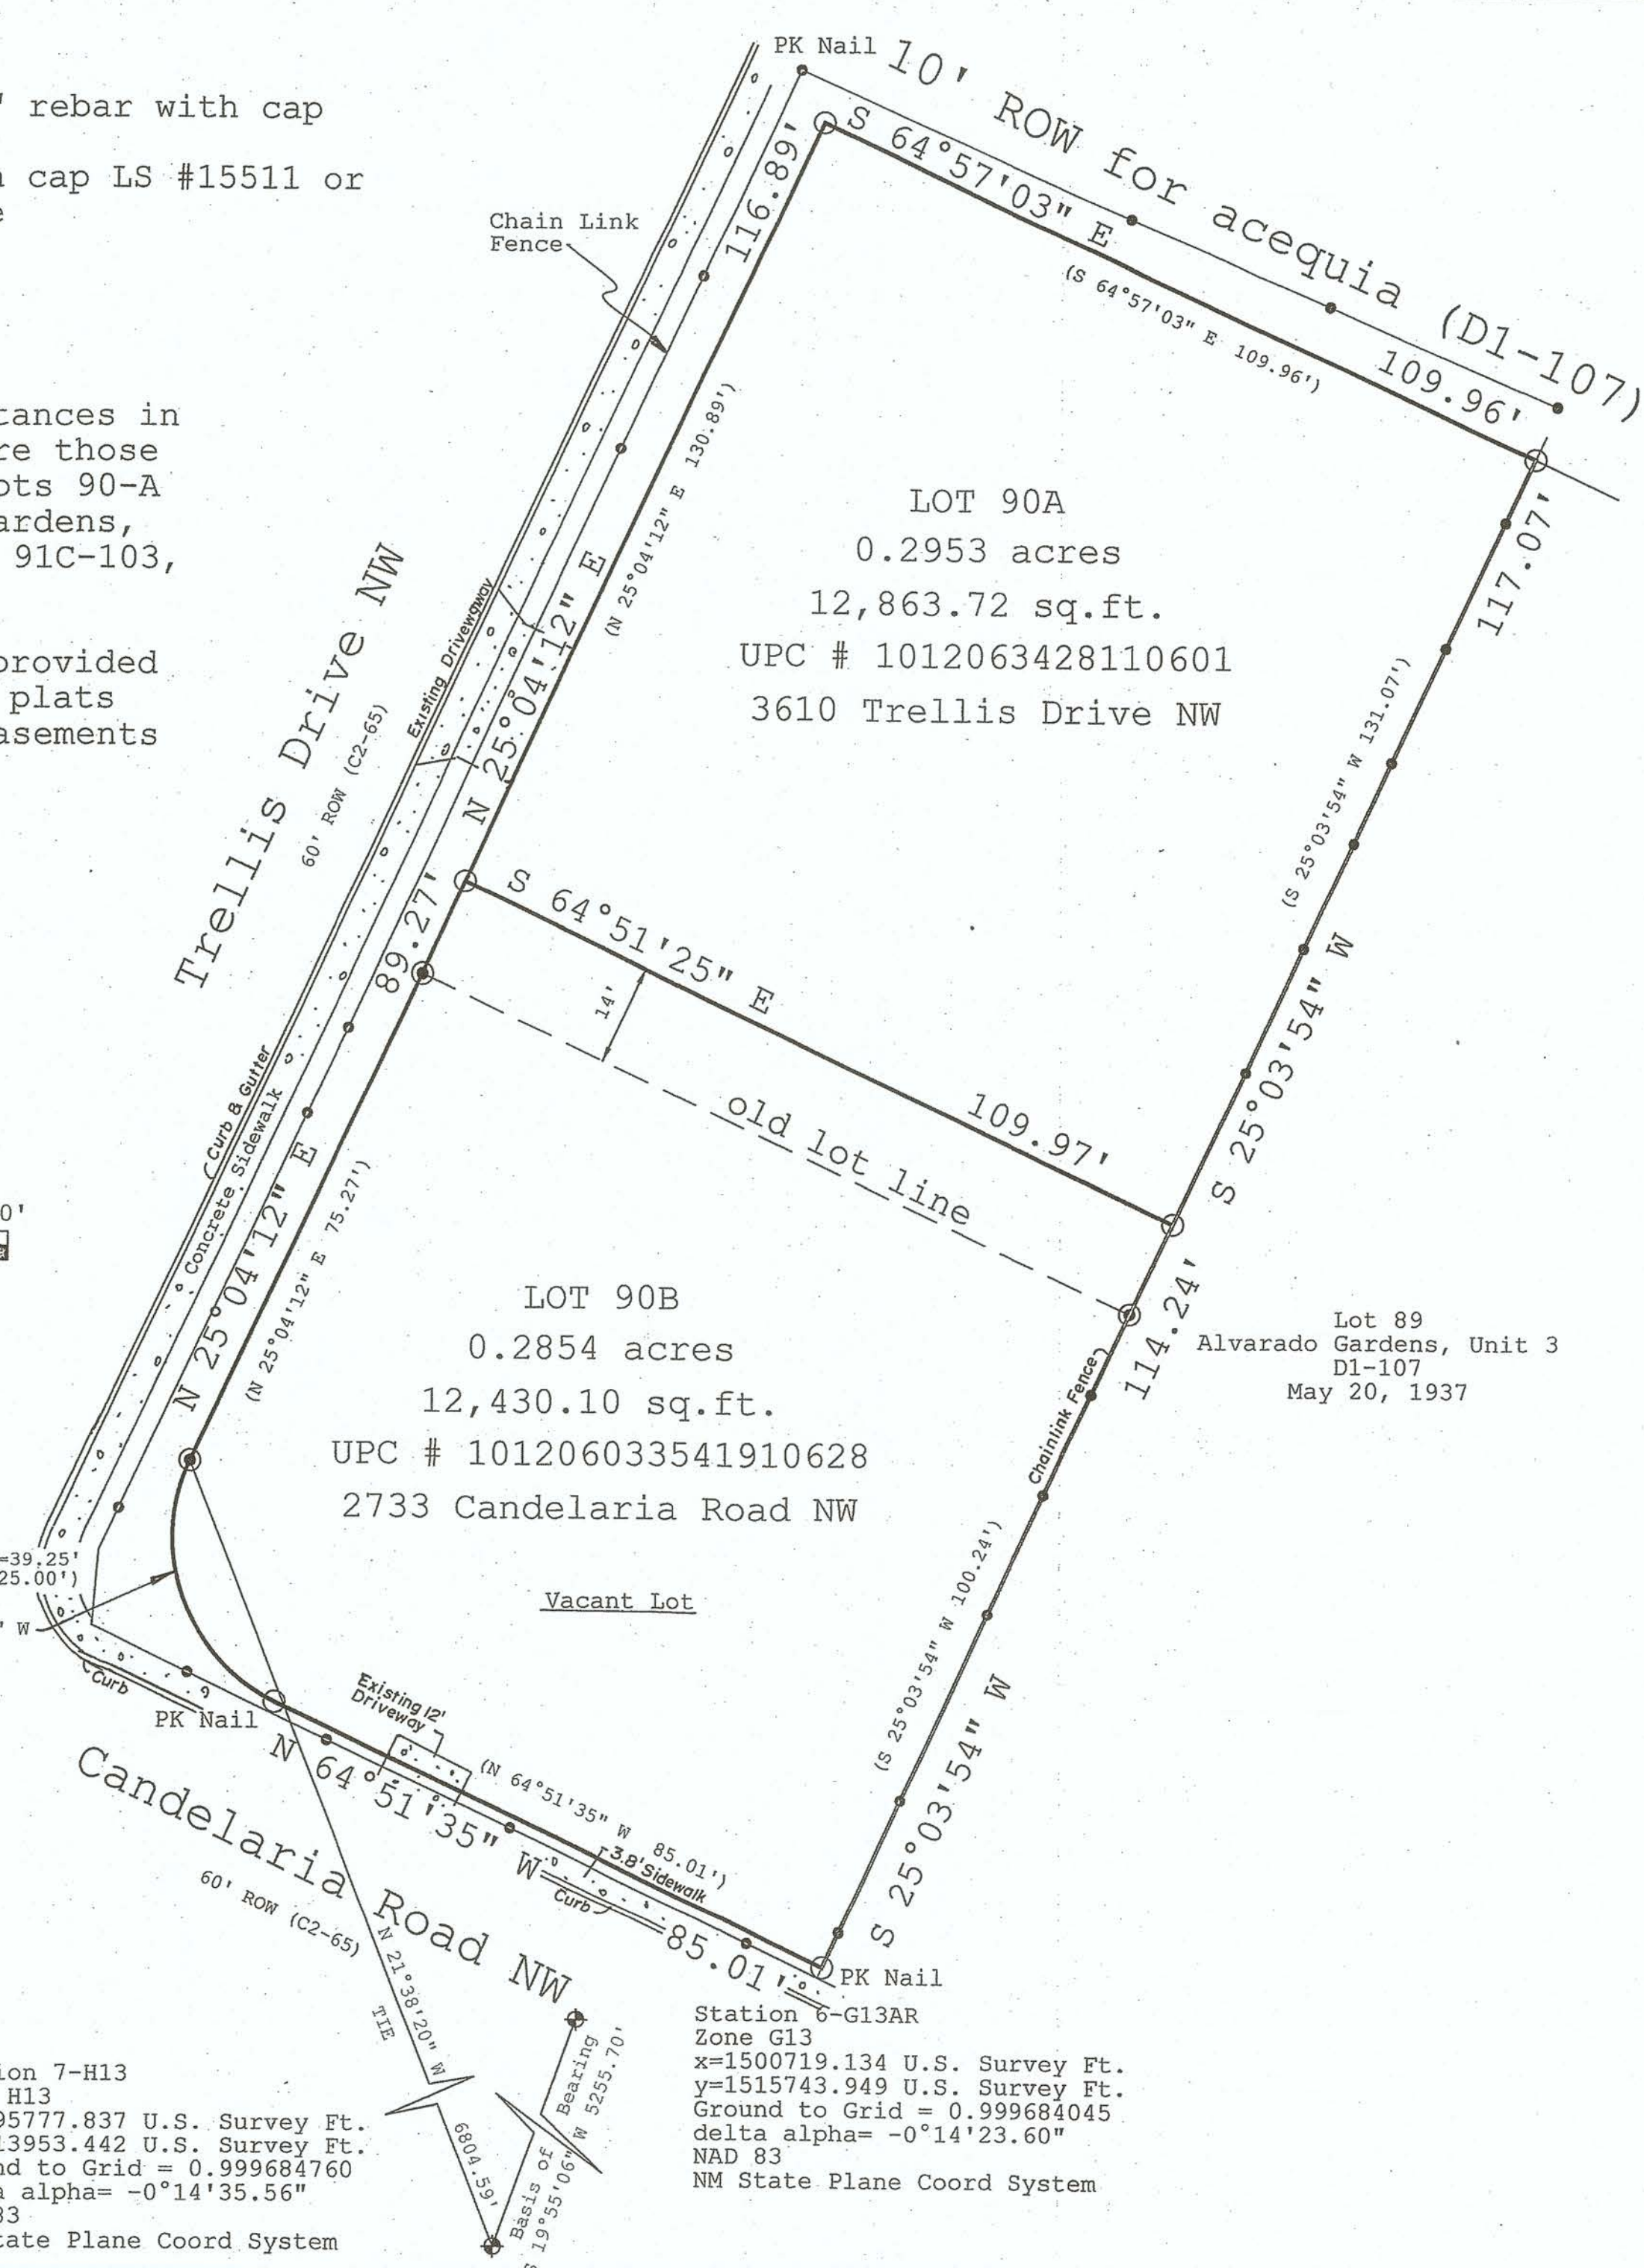 PK Nail
10' ROW for acequia (D1-107)
' rebar with cap
cap LS #15511 or
Chain Link
Fence
116.89'
S 64°57'03" E
109.96'
(S 64°57'03" E 109.96')
tances in
re those
ots 90-A
ardens,
91C-103,
provided
plats
asements
(N 25°04'12" E 130.89')
N 25°04'12" E
LOT 90A
0.2953 acres
12,863.72 sq.ft.
UPC # 1012063428110601
3610 Trellis Drive NW
117.07'
(S 25°03'54" W 131.07')
S 25°03'54" W
Trellis Drive NW
60' ROW (C2-65)
Existing Drivewqway
89.27'
S 64°51'25" E
109.97'
14'
old lot line
Curb & Gutter
Concrete Sidewalk
N 25°04'12" E
(N 25°04'12" E 75.27')
0'
LOT 90B
0.2854 acres
12,430.10 sq.ft.
UPC # 101206033541910628
2733 Candelaria Road NW
Vacant Lot
114.24'
Lot 89
Alvarado Gardens, Unit 3
D1-107
May 20, 1937
Chainlink Fence
(S 25°03'54" W 100.24')
S 25°03'54" W
=39.25'
25.00')
' W
Curb
PK Nail
Existing 12'
Driveway
N 64°51'35" W
85.01'
(N 64°51'35" W 85.01')
3.8' Sidewalk
Curb
PK Nail
Candelaria Road NW
60' ROW (C2-65)
N 21°38'20" W
TIE
6804.59'
Basis of Bearing
S 19°55'06" W 5255.70'
Station 6-G13AR
Zone G13
x=1500719.134 U.S. Survey Ft.
y=1515743.949 U.S. Survey Ft.
Ground to Grid = 0.999684045
delta alpha= -0°14'23.60"
NAD 83
NM State Plane Coord System
ion 7-H13
H13
95777.837 U.S. Survey Ft.
13953.442 U.S. Survey Ft.
nd to Grid = 0.999684760
a alpha= -0°14'35.56"
83
tate Plane Coord System